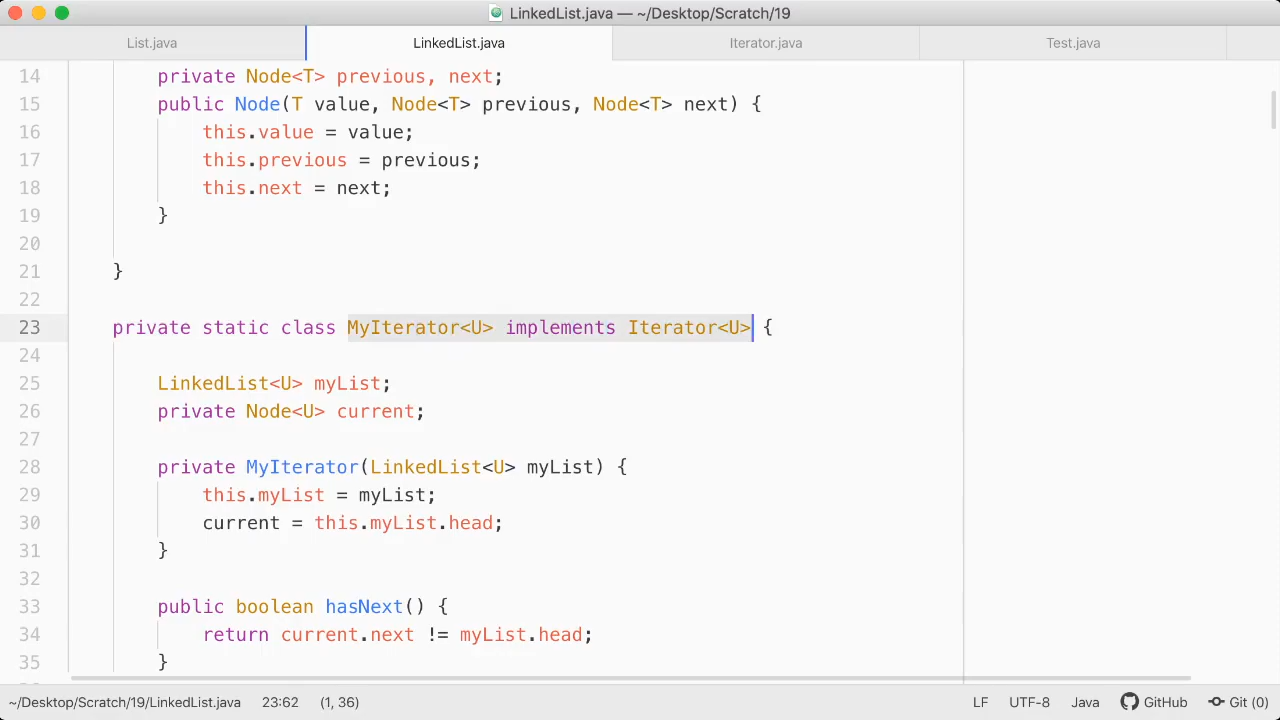 LinkedList.java — ~/Desktop/Scratch/19
List.java LinkedList.java Iterator.java Test.java
14 private Node<T> previous, next;
15 public Node(T value, Node<T> previous, Node<T> next) {
16 this.value = value;
17 this.previous = previous;
18 this.next = next;
19 }
20
21 }
22
23 private static class MyIterator<U> implements Iterator<U> {
24
25 LinkedList<U> myList;
26 private Node<U> current;
27
28 private MyIterator(LinkedList<U> myList) {
29 this.myList = myList;
30 current = this.myList.head;
31 }
32
33 public boolean hasNext() {
34 return current.next != myList.head;
35 }
~/Desktop/Scratch/19/LinkedList.java 23:62 (1, 36) LF UTF-8 Java GitHub Git (0)